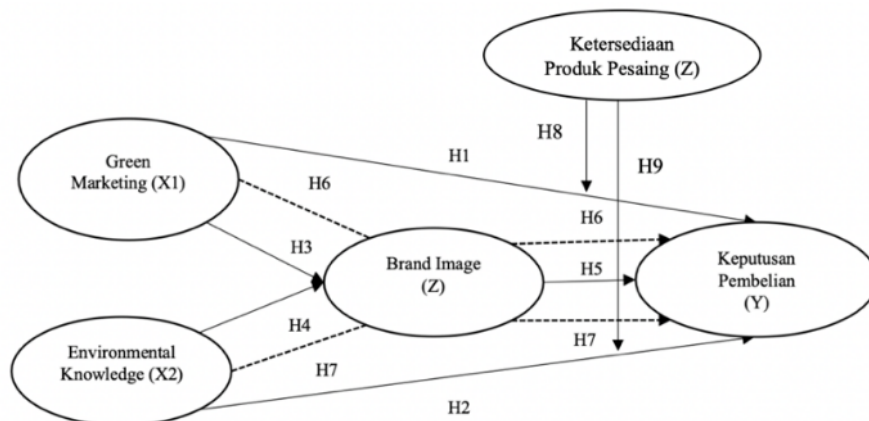 Ketersediaan
Produk Pesaing (Z)
H8
H1
H9
Green
Marketing (X1)
H6
H6
H3
Brand Image
(Z)
H5
Keputusan
Pembelian
(Y)
H4
Environmental
Knowledge (X2)
H7
H7
H2